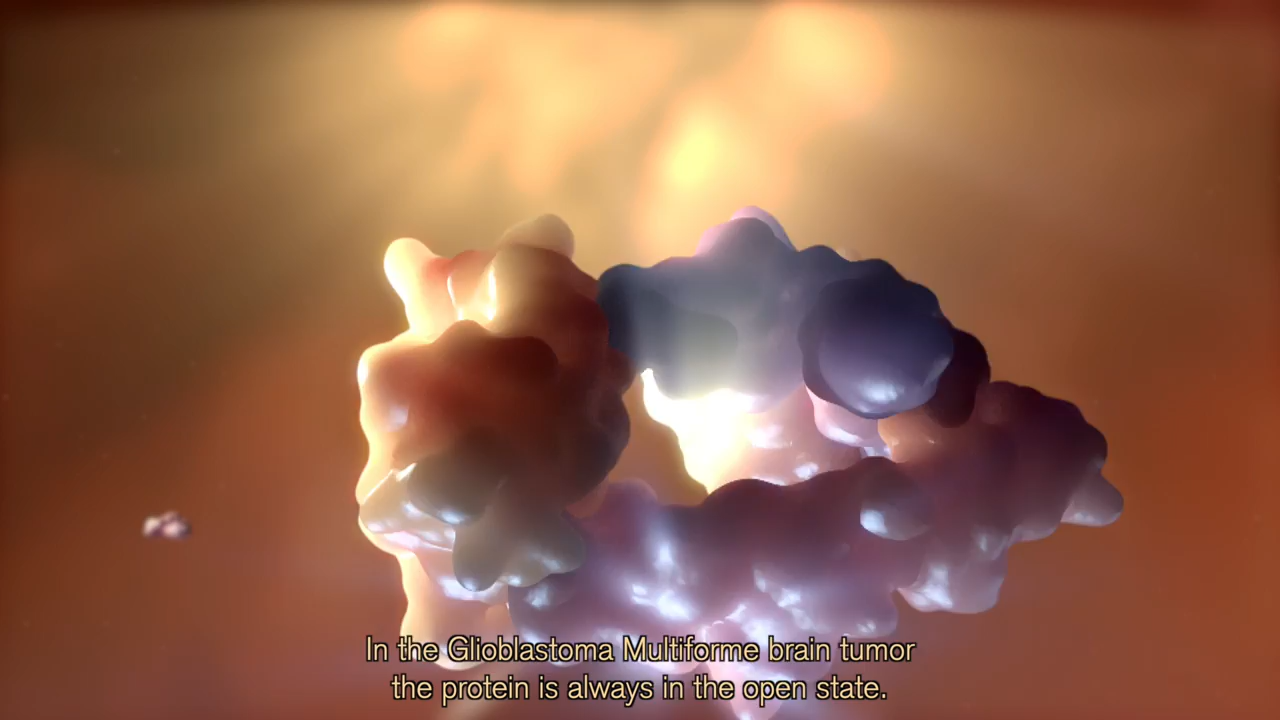 In the Glioblastoma Multiforme brain tumor
the protein is always in the open state.